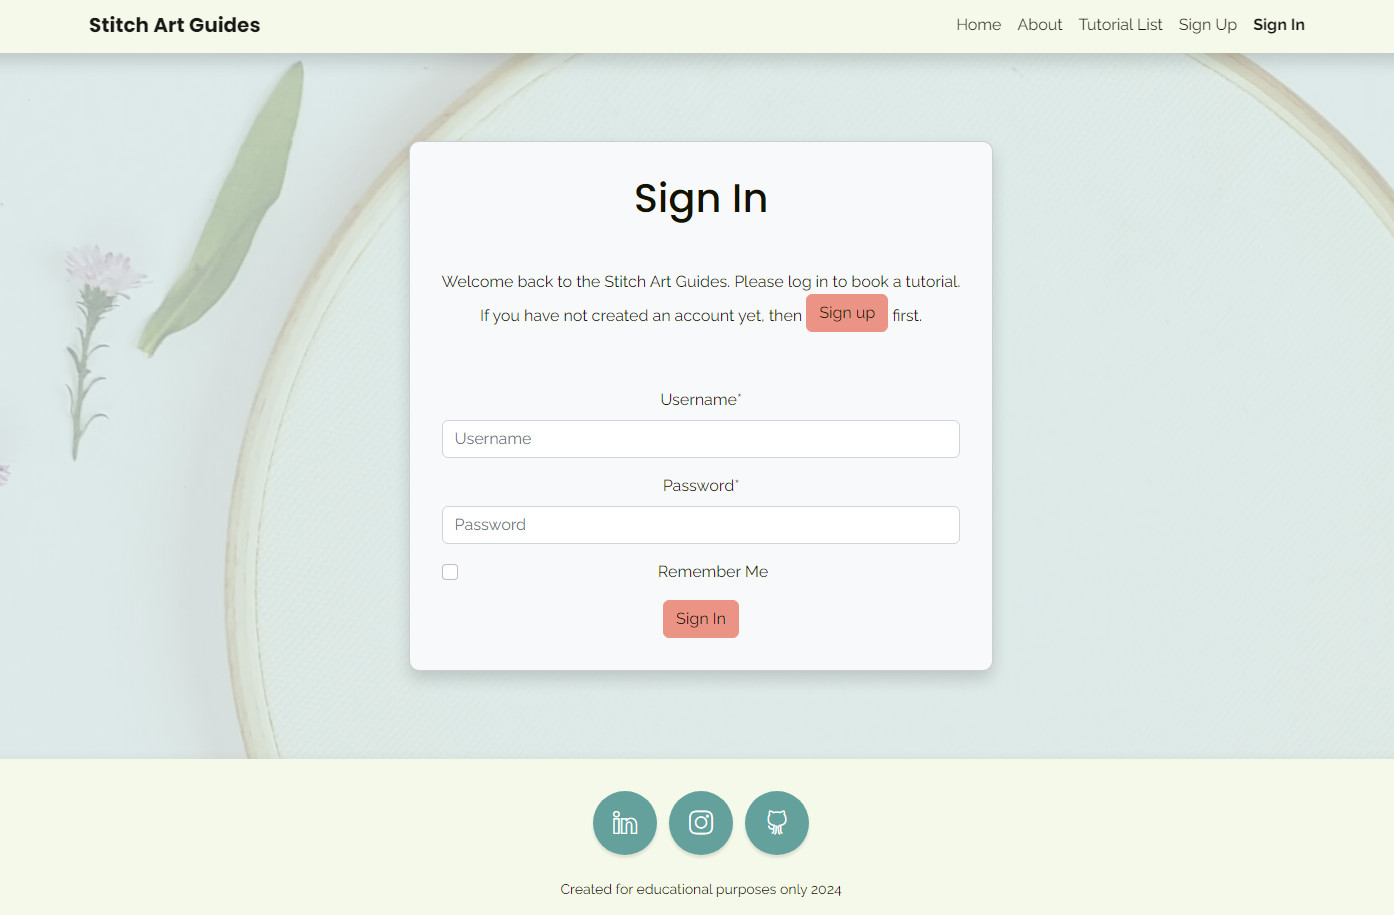 Stitch Art Guides
Home About Tutorial List Sign Up Sign In
Sign In
Welcome back to the Stitch Art Guides. Please log in to book a tutorial.
If you have not created an account yet, then Sign up first.
Username*
Username
Password*
Password
Remember Me
Sign In
in
Created for educational purposes only 2024